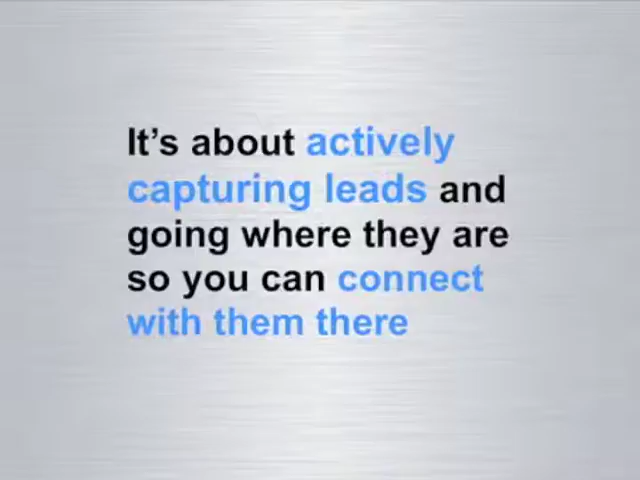 It’s about actively
capturing leads and
going where they are
so you can connect
with them there